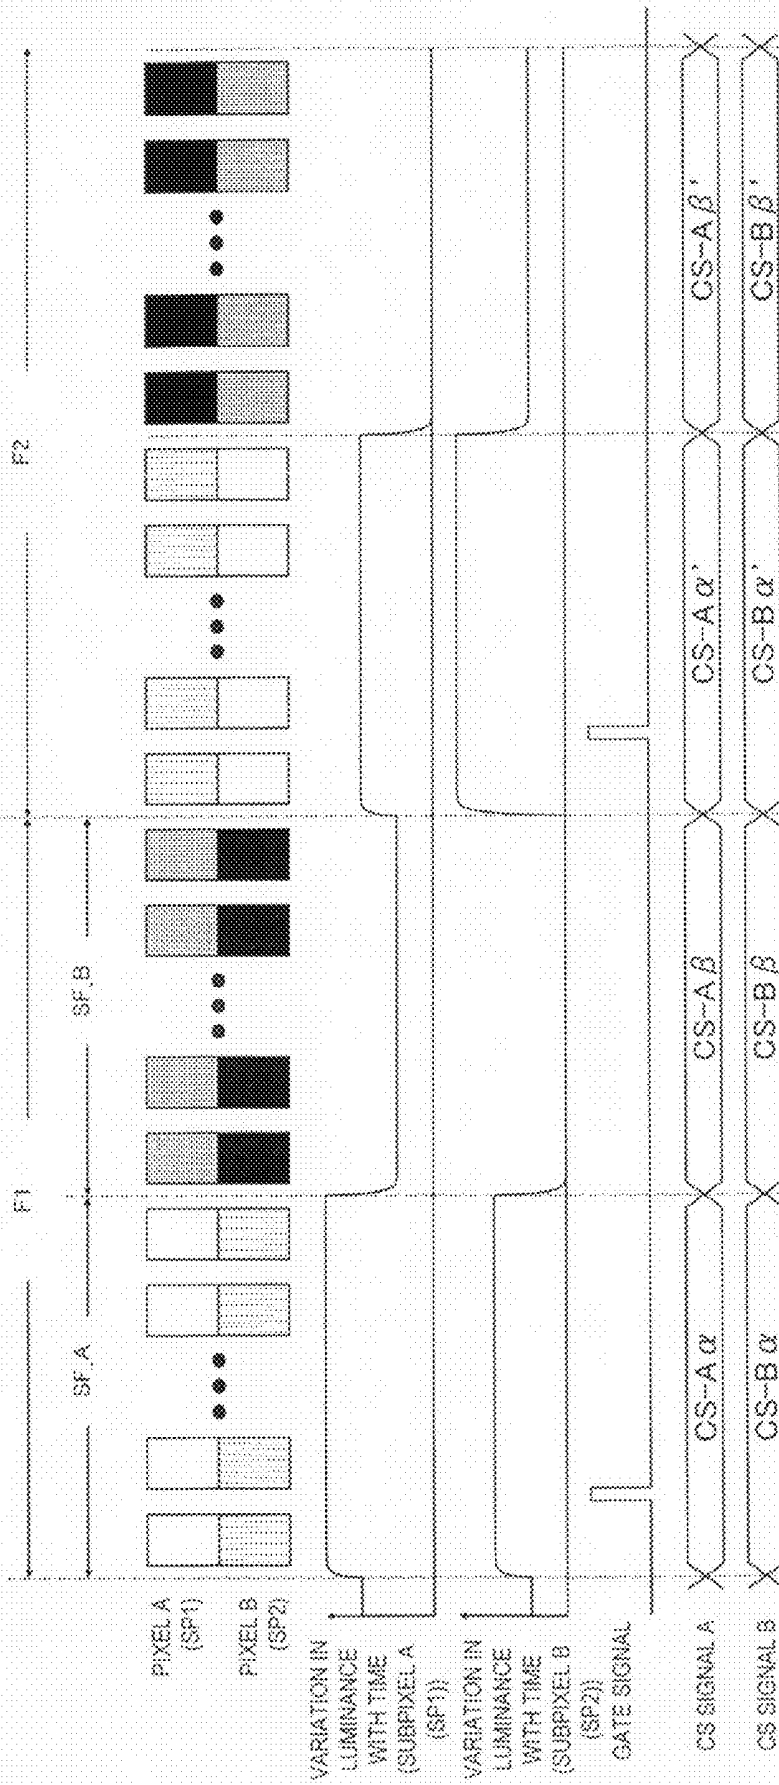 F1
F2
SF.A
SF.B
PIXEL A
(SP1)
PIXEL B
(SP2)
VARIATION IN
LUMINANCE
WITH TIME
(SUBPIXEL A
(SP1))
VARIATION IN
LUMINANCE
WITH TIME
(SUBPIXEL B
(SP2))
GATE SIGNAL
CS SIGNAL A
CS-A α
CS-A β
CS-A α'
CS-A β'
CS SIGNAL B
CS-B α
CS-B β
CS-B α'
CS-B β'